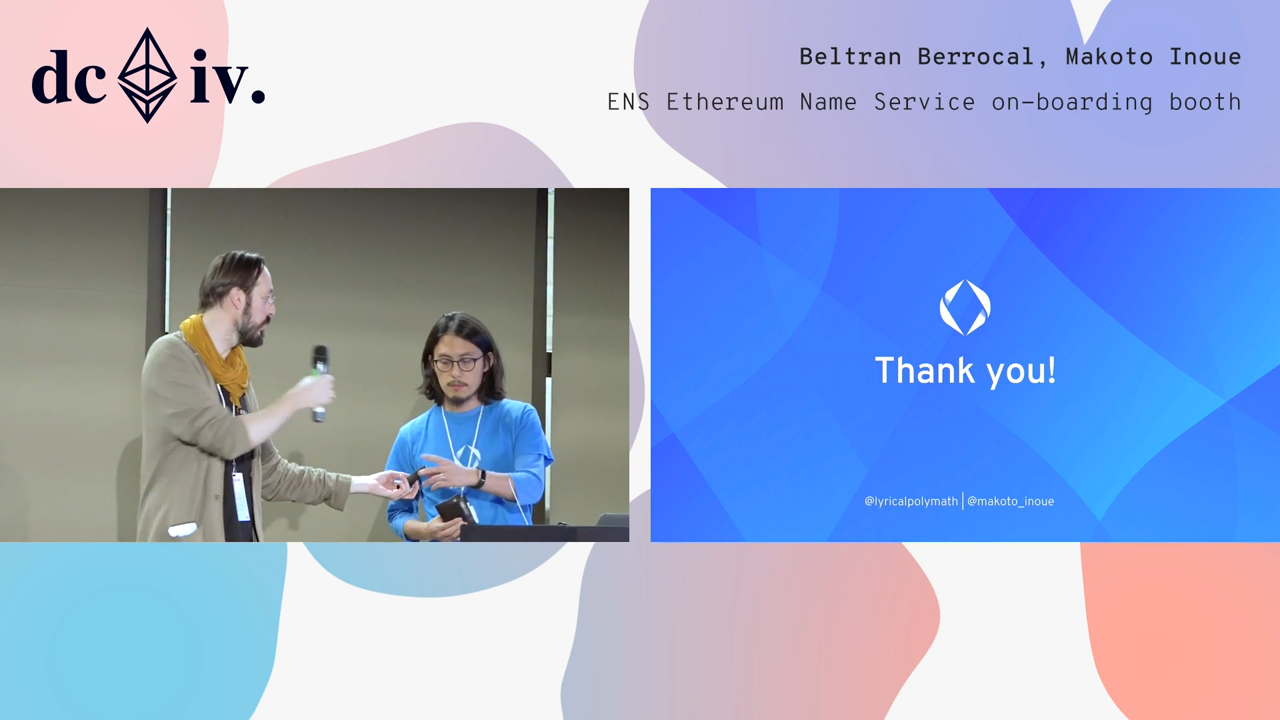 dc iv.
Beltran Berrocal, Makoto Inoue
ENS Ethereum Name Service on-boarding booth
Thank you!
@lyricalpolymath | @makoto_inoue